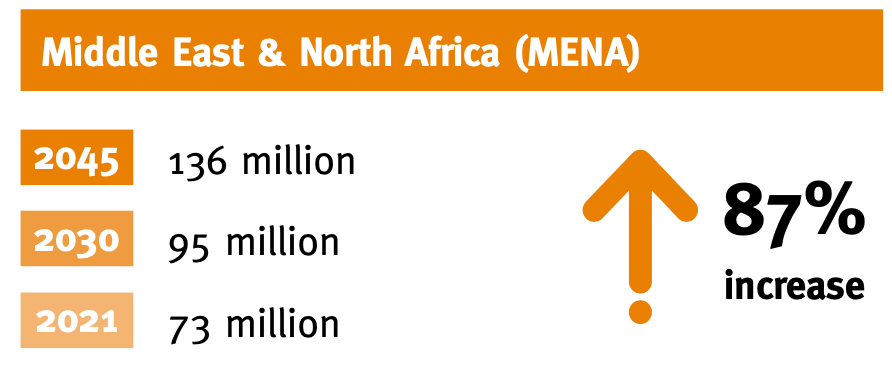 Middle East & North Africa (MENA)
2045 136 million
2030 95 million
2021 73 million
87%
increase